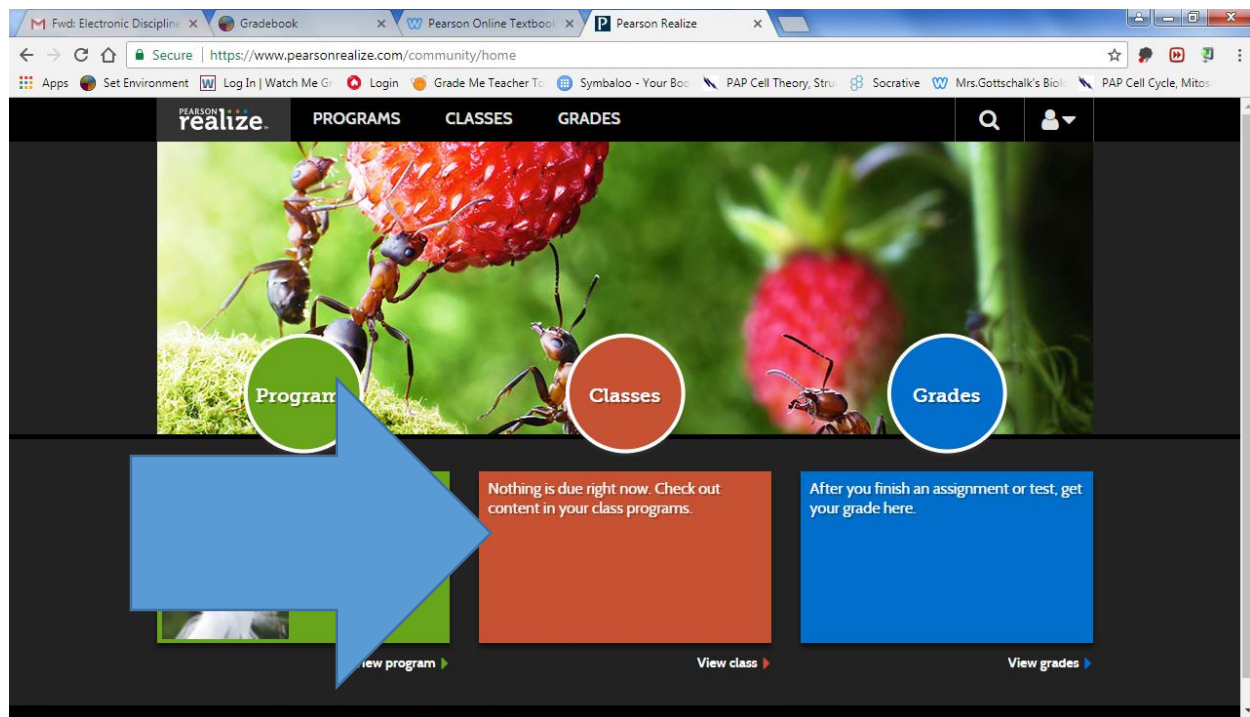 Fwd: Electronic Discipline
Gradebook
Pearson Online Textboo
Pearson Realize
Secure | https://www.pearsonrealize.com/community/home
Apps
Set Environment
Log In | Watch Me Gr
Login
Grade Me Teacher To
Symbaloo - Your Boo
PAP Cell Theory, Stru
Socrative
Mrs.Gottschalk's Biol
PAP Cell Cycle, Mitos
PEARSON
realize
PROGRAMS
CLASSES
GRADES
Program
Classes
Grades
Nothing is due right now. Check out
content in your class programs.
After you finish an assignment or test, get
your grade here.
iew program
View class
View grades